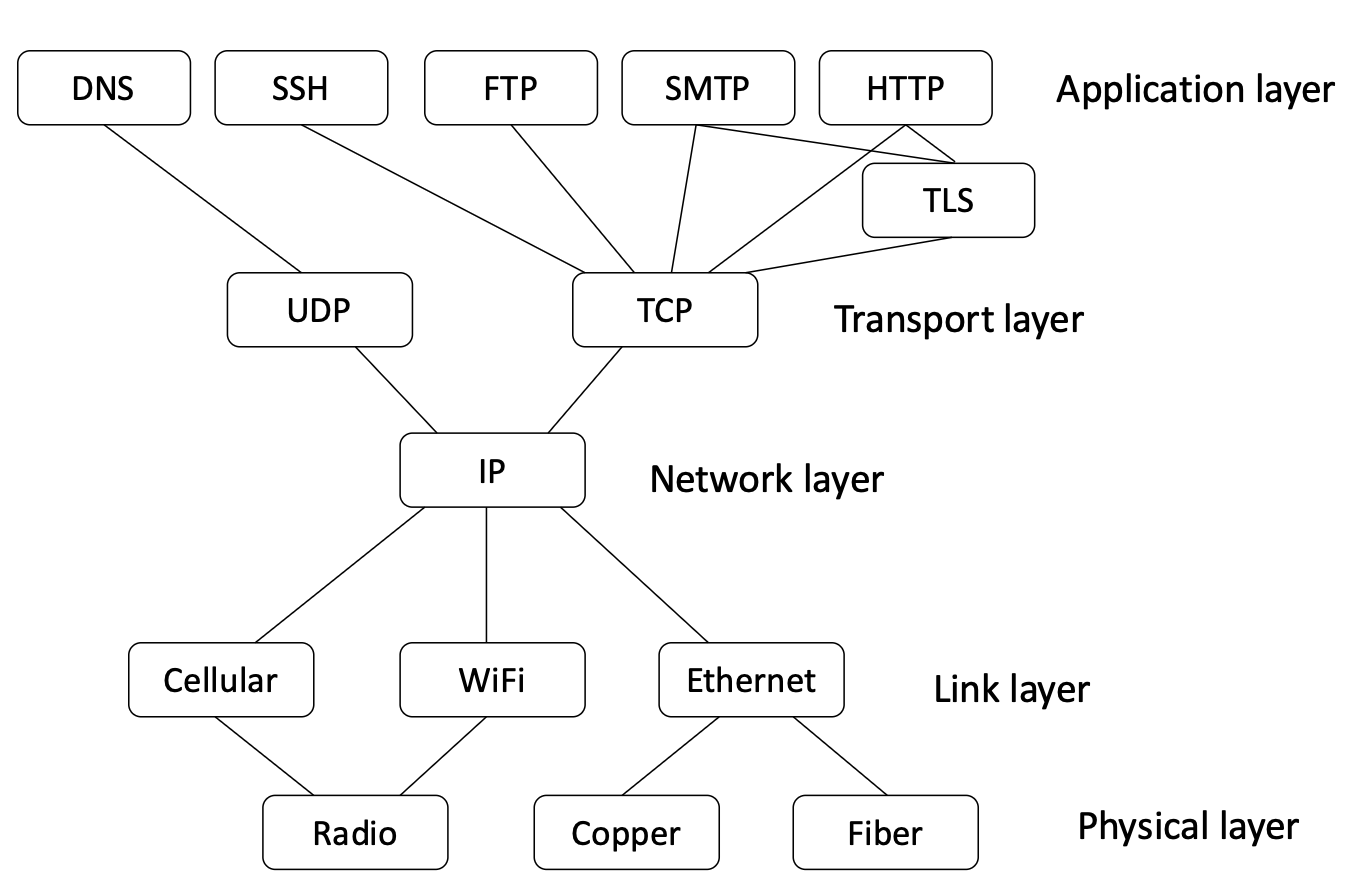 DNS
SSH
FTP
SMTP
HTTP
Application layer
TLS
UDP
TCP
Transport layer
IP
Network layer
Cellular
WiFi
Ethernet
Link layer
Radio
Copper
Fiber
Physical layer